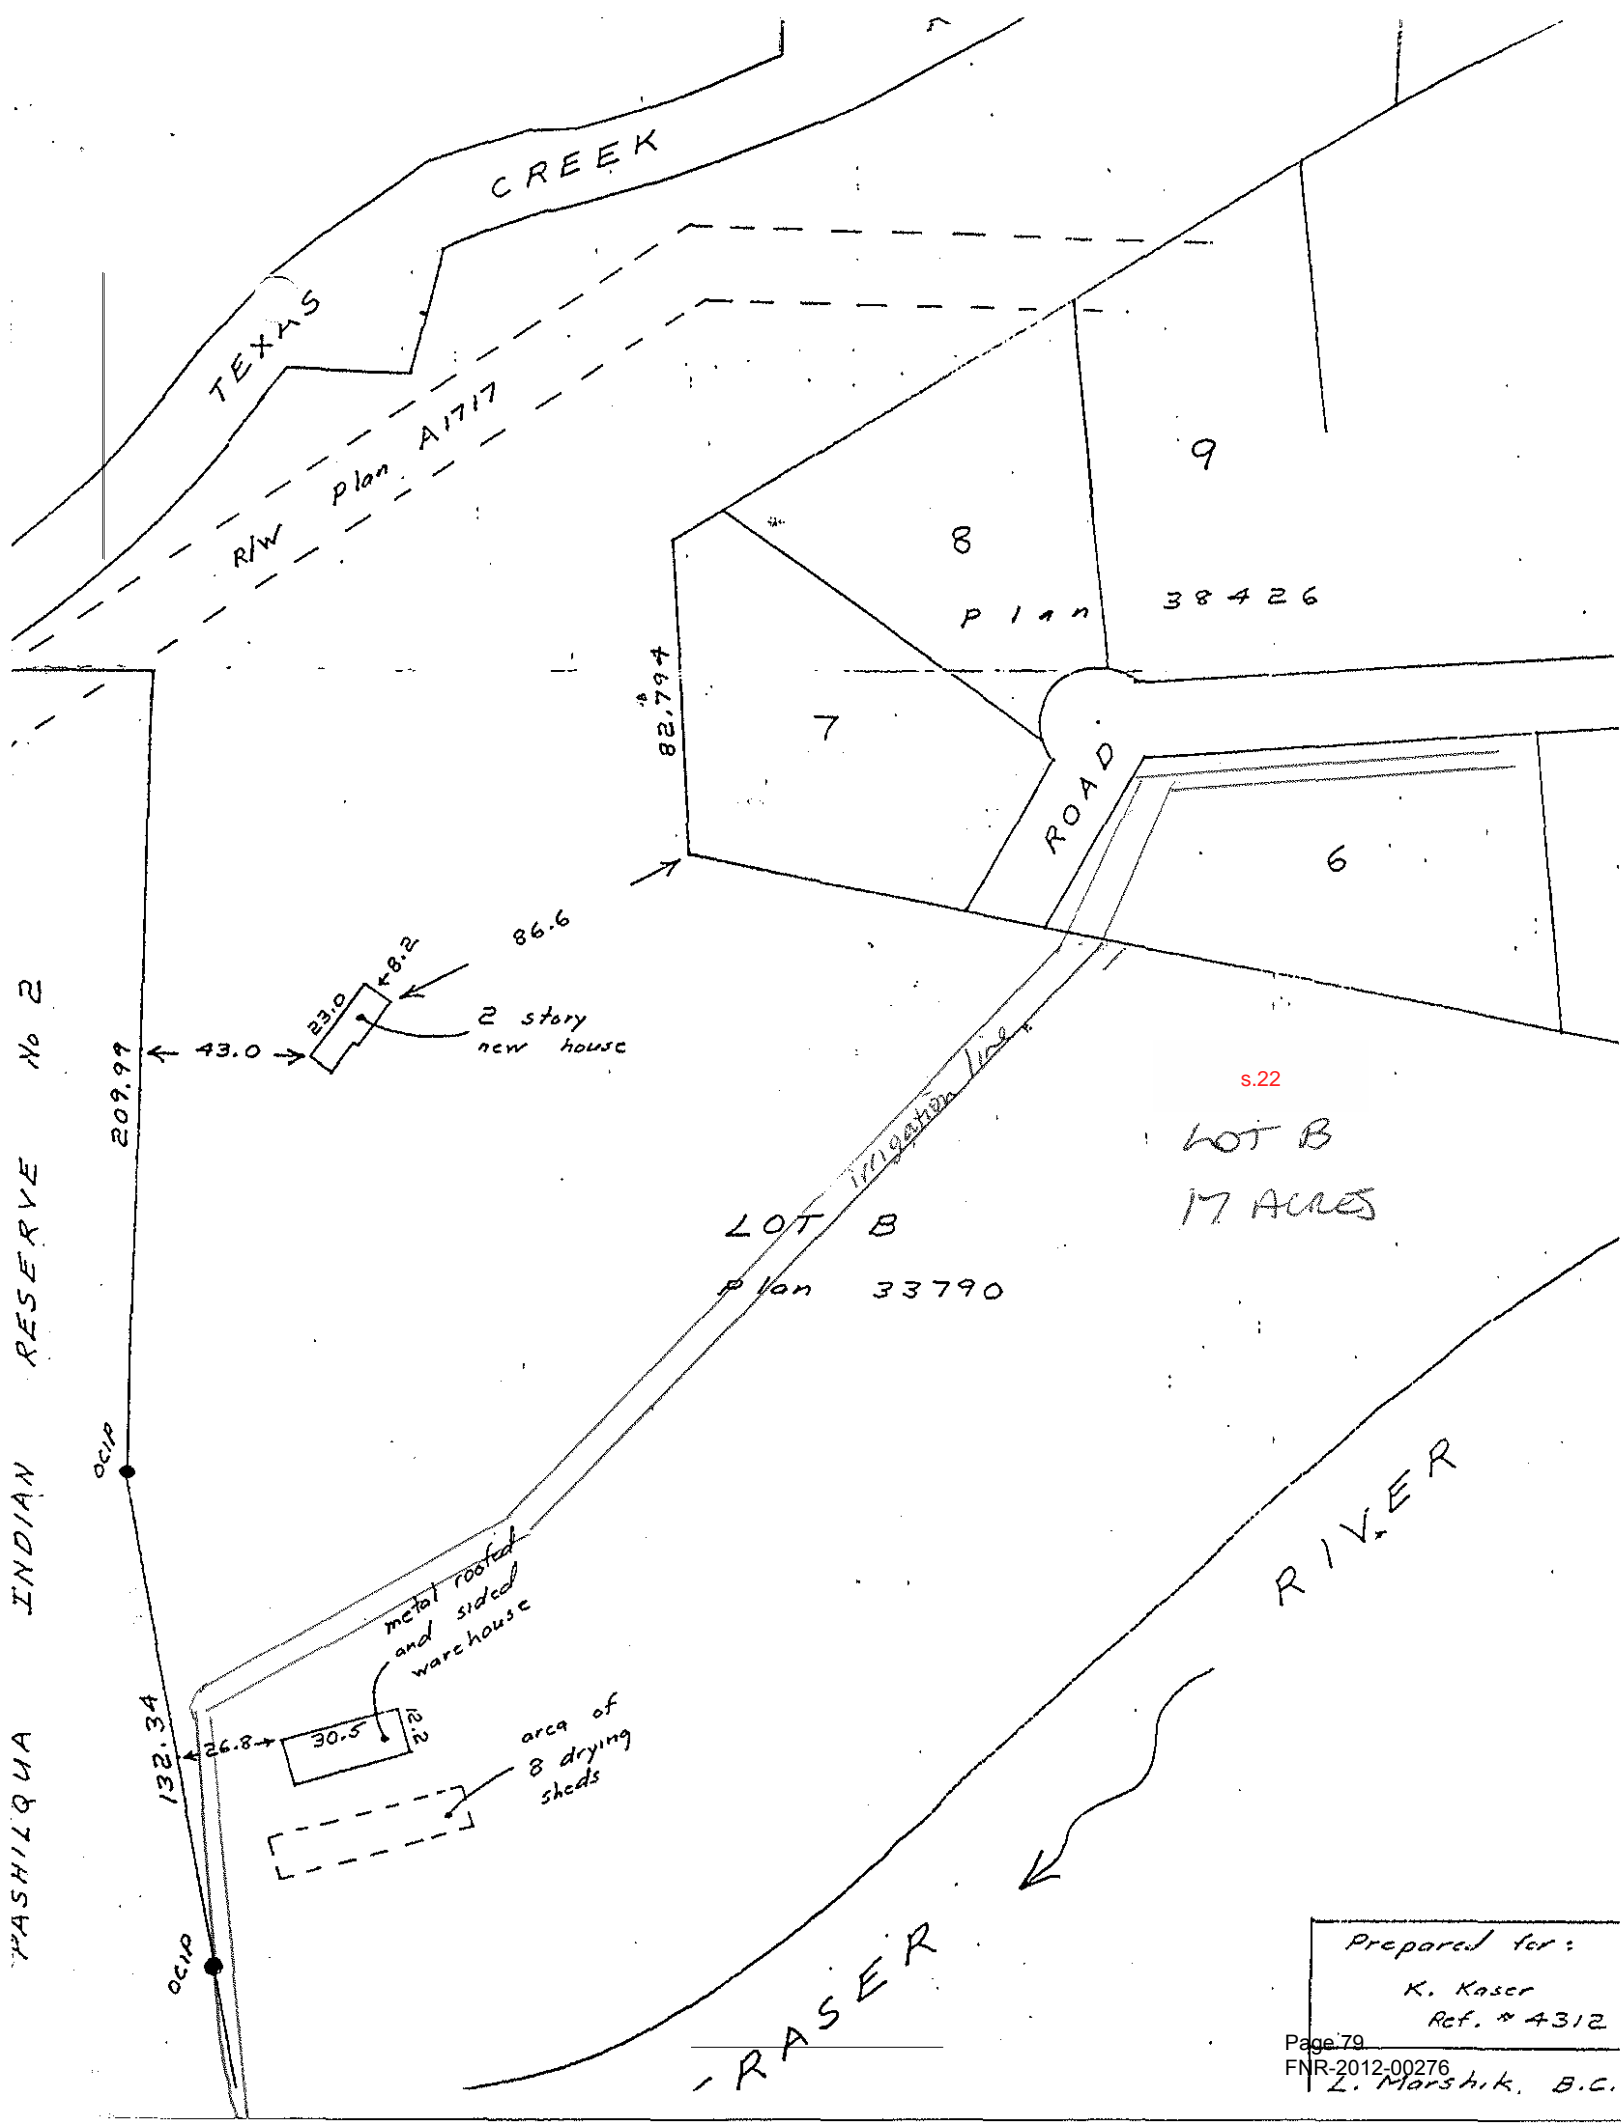 CREEK
TEXAS
R/W Plan A1717
9
8
Plan 38426
82.794
7
ROAD
6
86.6
8.2
23.0
2 story
new house
43.0
209.99
PASHILQUA INDIAN RESERVE No 2
irrigation line
s.22
LOT B
17 ACRES
LOT B
Plan 33790
OCIP
RIVER
metal roofed
and sided
warehouse
132.34
26.8
30.5
12.2
area of
8 drying
sheds
OCIP
RASER
Prepared for:
K. Kaser
Ref. # 4312
Page 79
FNR-2012-00276
L. Marshik, B.C.